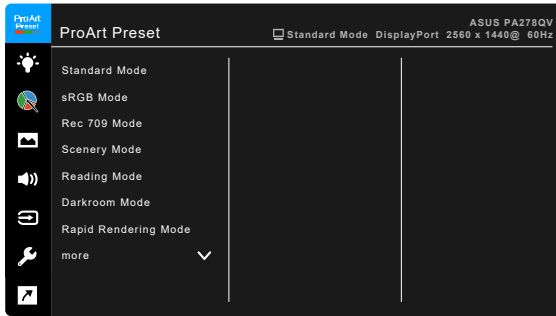 ProArt
Preset
ProArt Preset
ASUS PA278QV
Standard Mode DisplayPort 2560 x 1440@ 60Hz
Standard Mode
sRGB Mode
Rec 709 Mode
Scenery Mode
Reading Mode
Darkroom Mode
Rapid Rendering Mode
more